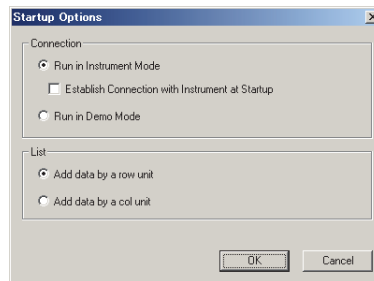 Startup Options
Connection
Run in Instrument Mode
Establish Connection with Instrument at Startup
Run in Demo Mode
List
Add data by a row unit
Add data by a col unit
OK Cancel